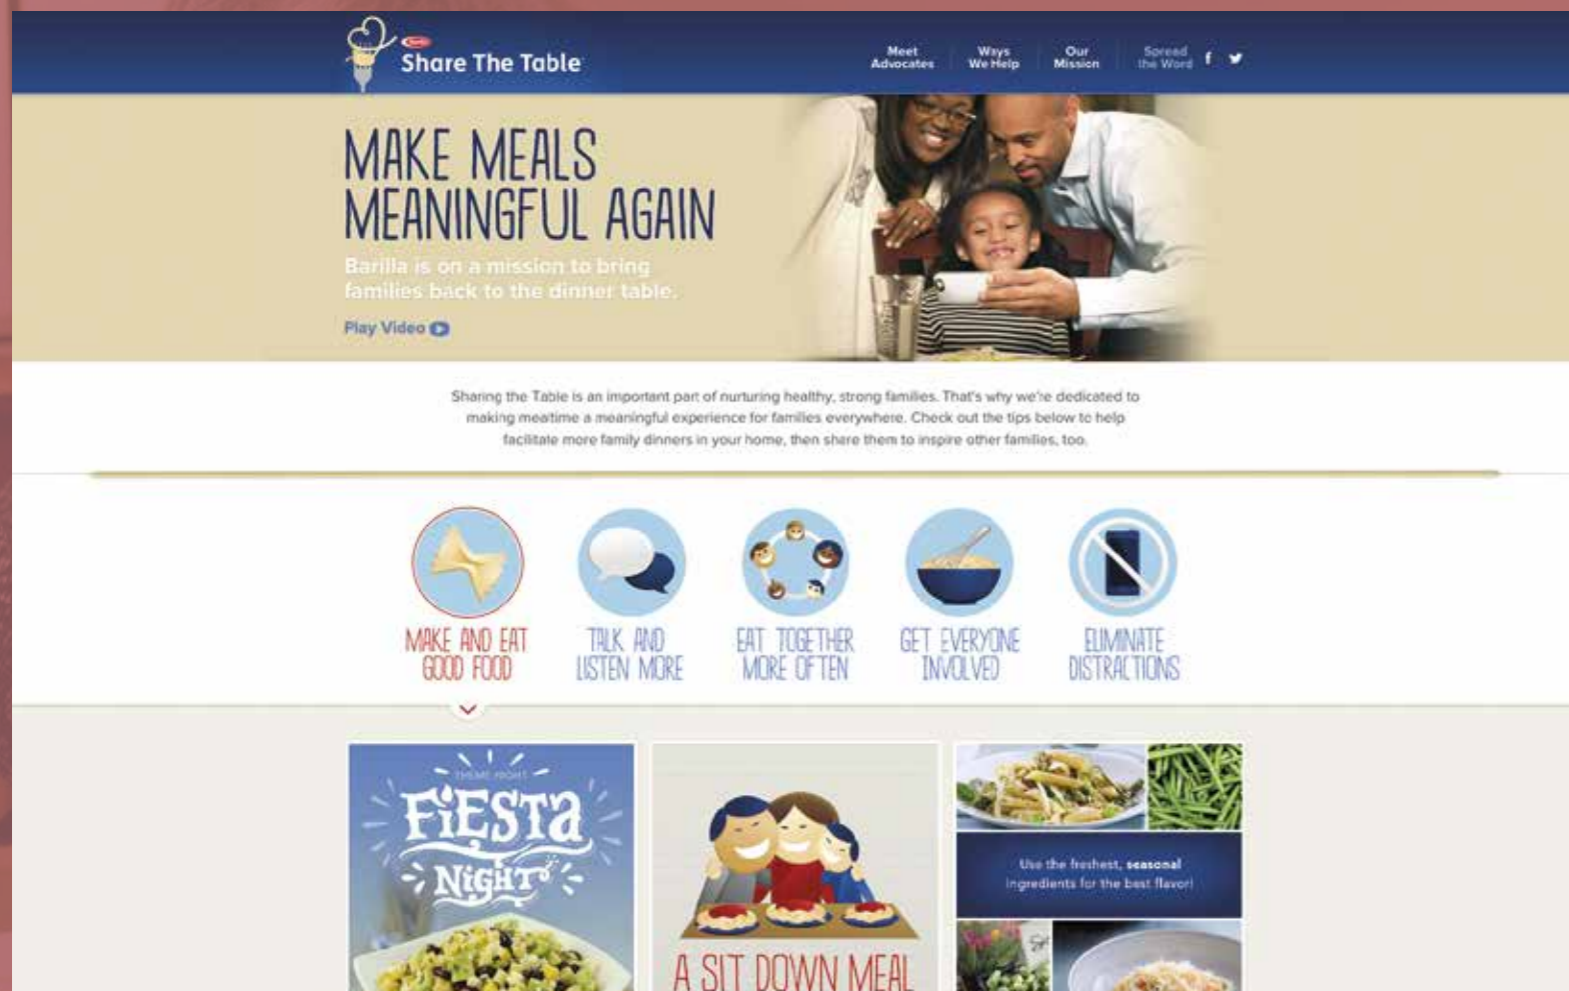 Barilla
Share The Table
Meet
Advocates
Ways
We Help
Our
Mission
Spread
the Word
MAKE MEALS
MEANINGFUL AGAIN
Barilla is on a mission to bring
families back to the dinner table.
Play Video
Sharing the Table is an important part of nurturing healthy, strong families. That's why we're dedicated to
making mealtime a meaningful experience for families everywhere. Check out the tips below to help
facilitate more family dinners in your home, then share them to inspire other families, too.
MAKE AND EAT
GOOD FOOD
TALK AND
LISTEN MORE
EAT TOGETHER
MORE OFTEN
GET EVERYONE
INVOLVED
ELIMINATE
DISTRACTIONS
THEME NIGHT
FiESTa
NiGHT
A SIT DOWN MEAL
Use the freshest, seasonal
ingredients for the best flavor!